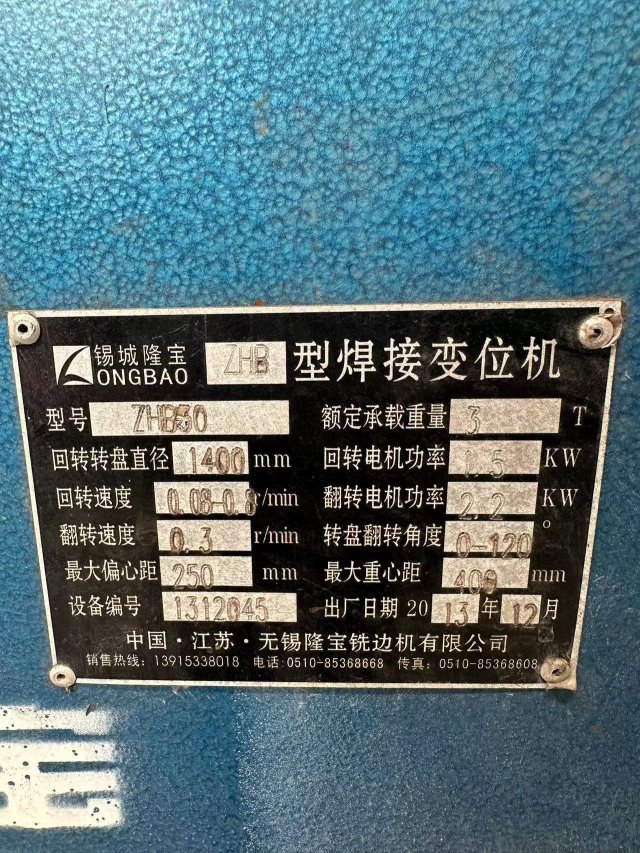 锡城隆宝 ZHB 型焊接变位机
ONGBAO
型号 ZHB50 额定承载重量 3 T
回转转盘直径 1400 mm 回转电机功率 1.5 KW
回转速度 0.08-0.8 r/min 翻转电机功率 2.2 KW
翻转速度 0.3 r/min 转盘翻转角度 0-120°
最大偏心距 250 mm 最大重心距 400 mm
设备编号 1312045 出厂日期 2013年12月
中国·江苏·无锡隆宝铣边机有限公司
销售热线：13915338018 电话：0510-85368668 传真：0510-85368608